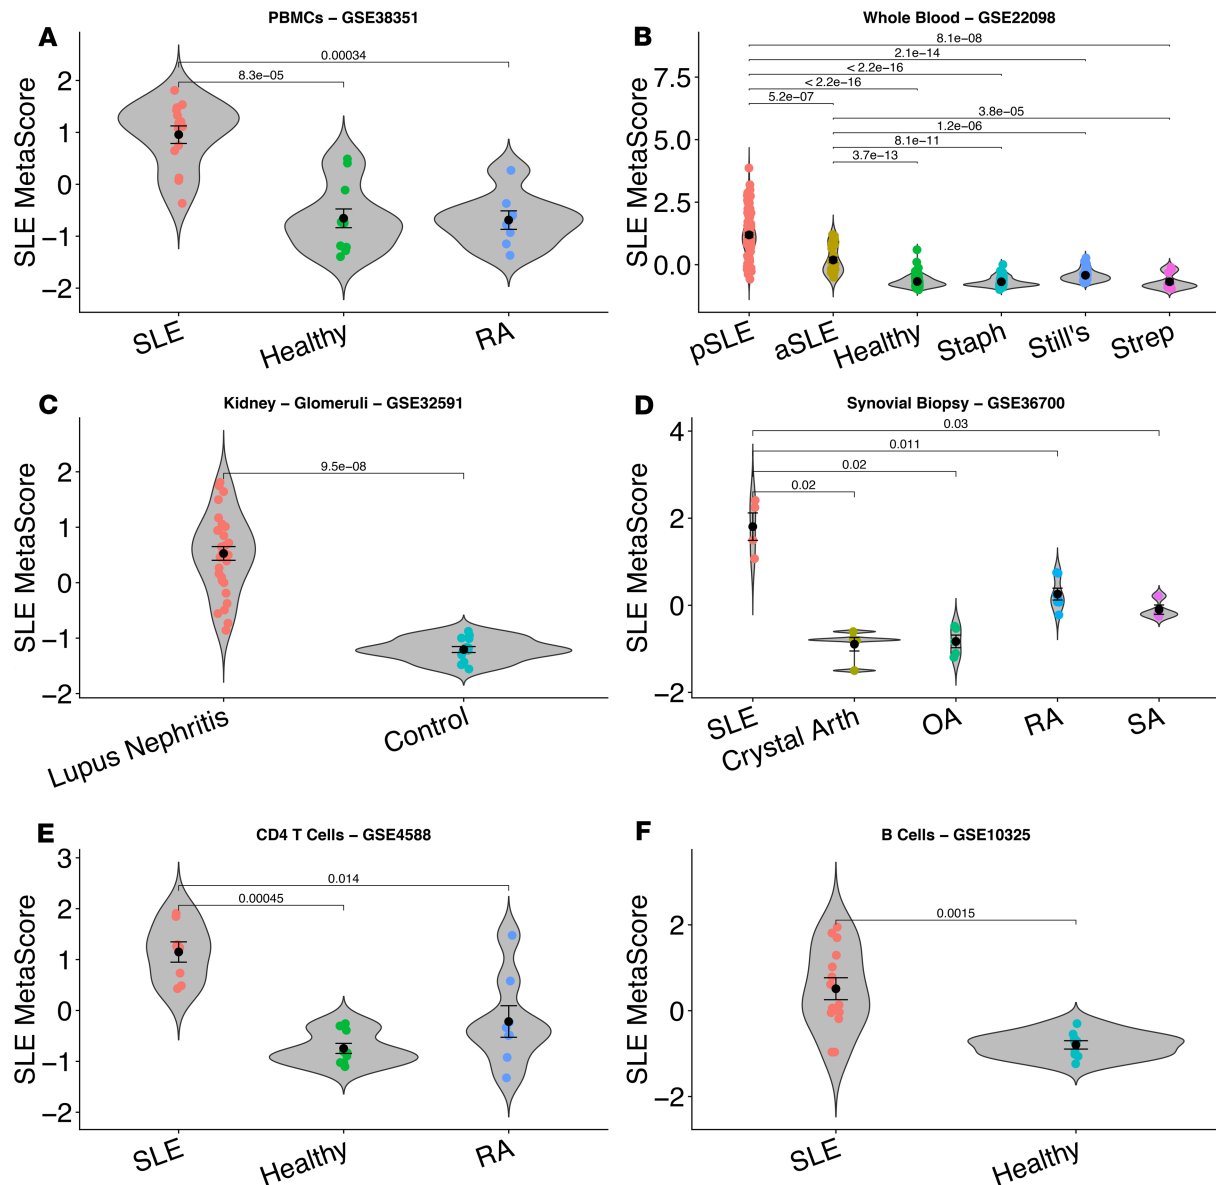 A
PBMCs – GSE38351
SLE MetaScore
2
1
0
−1
−2
0.00034
8.3e−05
SLE
Healthy
RA
B
Whole Blood – GSE22098
SLE MetaScore
7.5
5.0
2.5
0.0
8.1e−08
2.1e−14
< 2.2e−16
< 2.2e−16
5.2e−07
3.8e−05
1.2e−06
8.1e−11
3.7e−13
pSLE
aSLE
Healthy
Staph
Still's
Strep
C
Kidney – Glomeruli – GSE32591
SLE MetaScore
2
1
0
−1
−2
9.5e−08
Lupus Nephritis
Control
D
Synovial Biopsy – GSE36700
SLE MetaScore
4
2
0
−2
0.03
0.011
0.02
0.02
SLE
Crystal Arth
OA
RA
SA
E
CD4 T Cells – GSE4588
SLE MetaScore
3
2
1
0
−1
−2
0.014
0.00045
SLE
Healthy
RA
F
B Cells – GSE10325
SLE MetaScore
2
0
−2
0.0015
SLE
Healthy